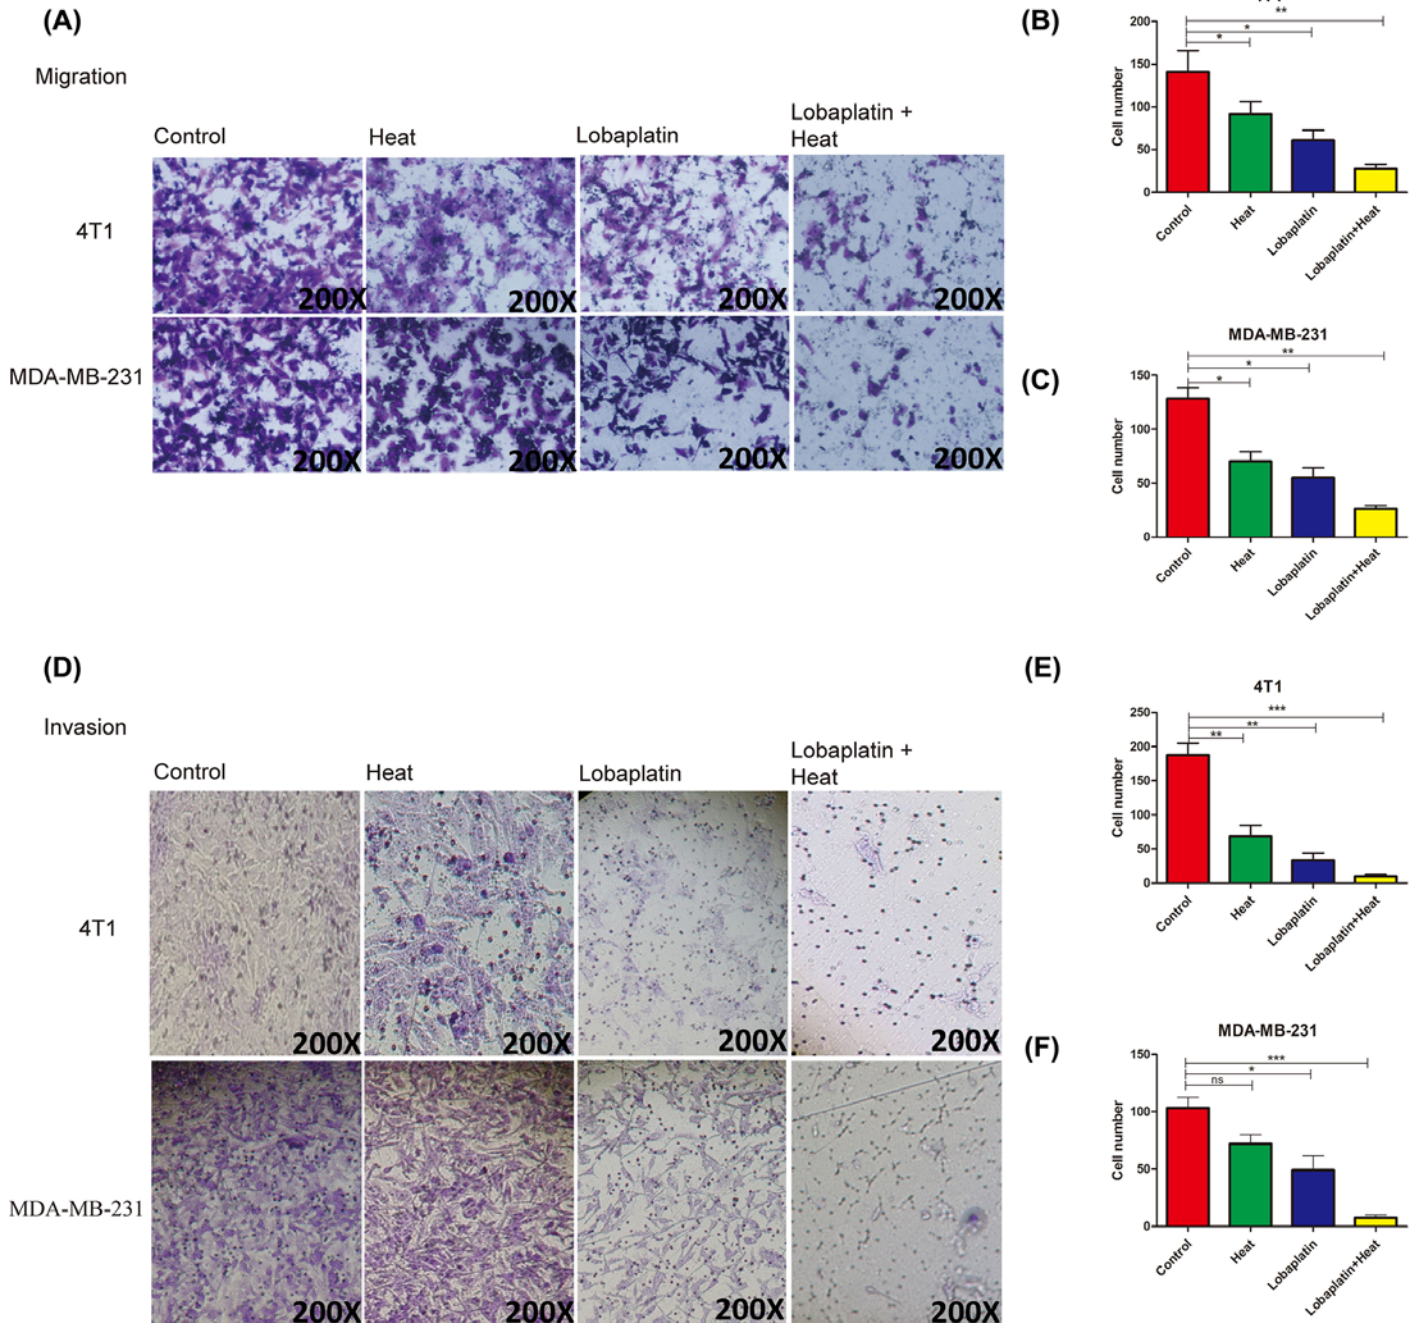 (A)
Migration
Control
Heat
Lobaplatin
Lobaplatin +
Heat
4T1
200X
200X
200X
200X
MDA-MB-231
200X
200X
200X
200X
(B)
**
*
*
Cell number
200
150
100
50
0
Control
Heat
Lobaplatin
Lobaplatin+Heat
(C)
MDA-MB-231
**
*
*
Cell number
150
100
50
0
Control
Heat
Lobaplatin
Lobaplatin+Heat
(D)
Invasion
Control
Heat
Lobaplatin
Lobaplatin +
Heat
4T1
200X
200X
200X
200X
MDA-MB-231
200X
200X
200X
200X
(E)
4T1
***
**
**
Cell number
250
200
150
100
50
0
Control
Heat
Lobaplatin
Lobaplatin+Heat
(F)
MDA-MB-231
***
*
ns
Cell number
150
100
50
0
Control
Heat
Lobaplatin
Lobaplatin+Heat